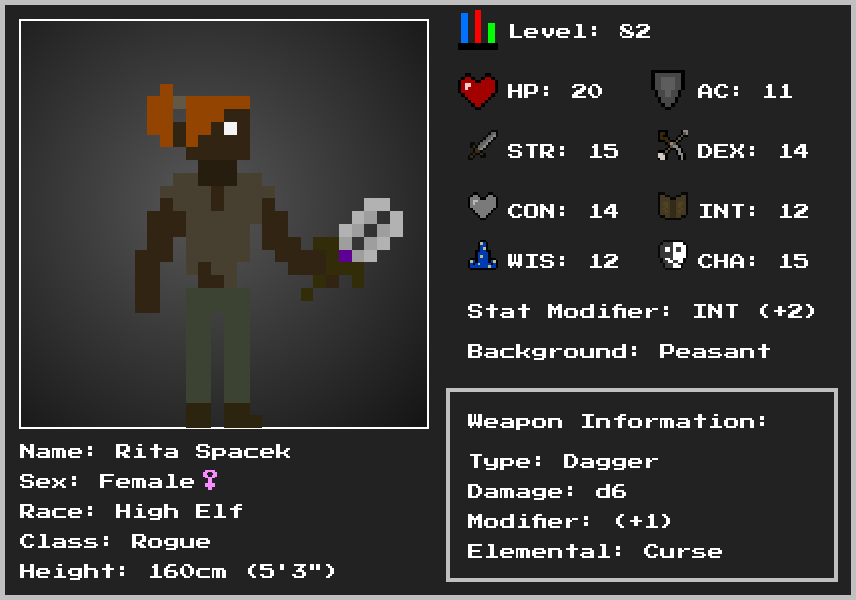 Level: 82
HP: 20
AC: 11
STR: 15
DEX: 14
CON: 14
INT: 12
WIS: 12
CHA: 15
Stat Modifier: INT (+2)
Background: Peasant
Weapon Information:
Type: Dagger
Damage: d6
Modifier: (+1)
Elemental: Curse
Name: Rita Spacek
Sex: Female♀
Race: High Elf
Class: Rogue
Height: 160cm (5'3")